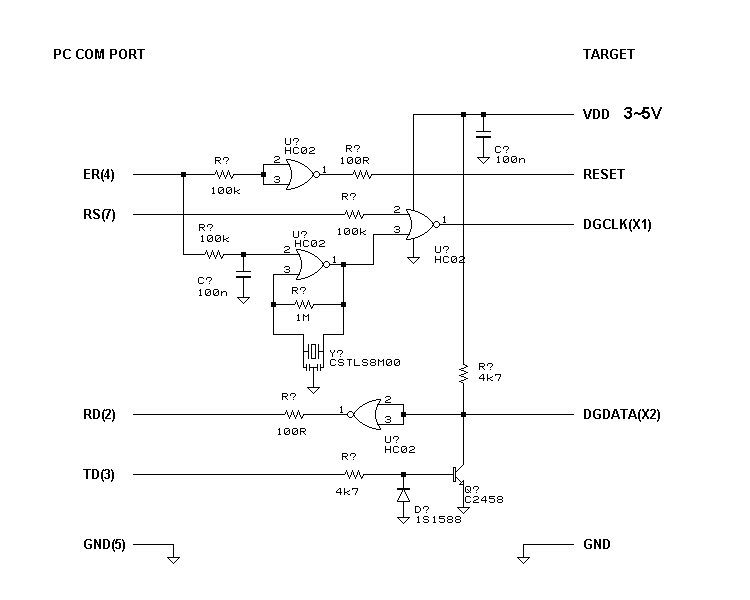 PC COM PORT
TARGET
VDD 3~5V
U?
HC02
C?
100n
R?
100R
R?
100k
ER(4)
2
3
1
RESET
RS(7)
R?
100k
2
3
1
DGCLK(X1)
U?
HC02
R?
100k
U?
HC02
2
3
1
C?
100n
R?
1M
Y?
CSTLS8M00
R?
4k7
RD(2)
R?
100R
1
2
3
DGDATA(X2)
U?
HC02
TD(3)
R?
4k7
Q?
C2458
D?
1S1588
GND(5)
GND